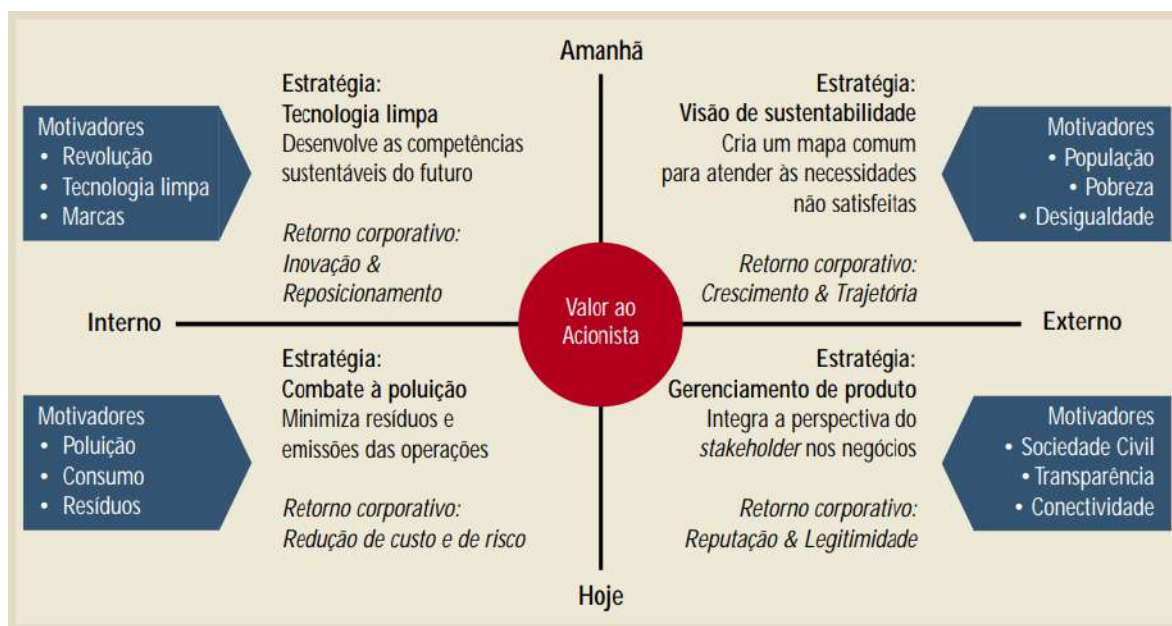 Amanhã
Motivadores
• Revolução
• Tecnologia limpa
• Marcas
Estratégia:
Tecnologia limpa
Desenvolve as competências
sustentáveis do futuro
Retorno corporativo:
Inovação &
Reposicionamento
Estratégia:
Visão de sustentabilidade
Cria um mapa comum
para atender às necessidades
não satisfeitas
Retorno corporativo:
Crescimento & Trajetória
Motivadores
• População
• Pobreza
• Desigualdade
Interno
Valor ao
Acionista
Externo
Motivadores
• Poluição
• Consumo
• Resíduos
Estratégia:
Combate à poluição
Minimiza resíduos e
emissões das operações
Retorno corporativo:
Redução de custo e de risco
Estratégia:
Gerenciamento de produto
Integra a perspectiva do
stakeholder nos negócios
Retorno corporativo:
Reputação & Legitimidade
Motivadores
• Sociedade Civil
• Transparência
• Conectividade
Hoje